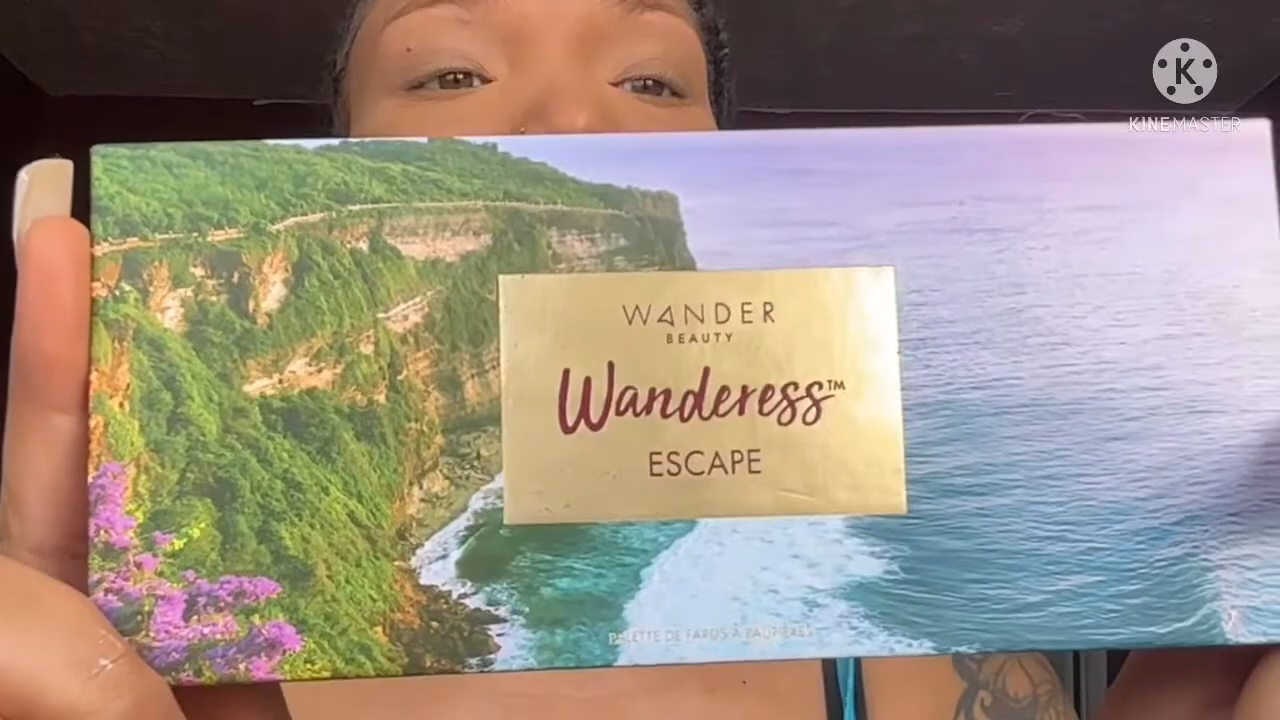 K
KINEMASTER
WANDER
BEAUTY
Wanderess™
ESCAPE
PALETTE DE FARDS À PAUPIÈRES